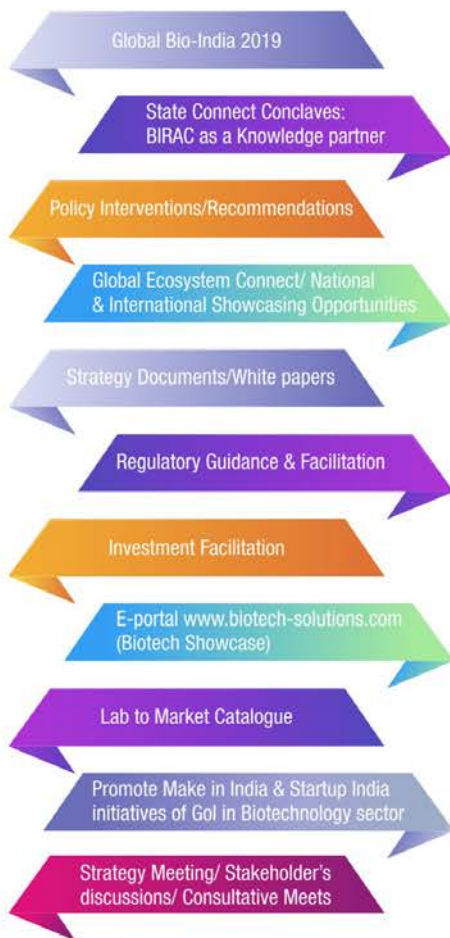 Global Bio-India 2019
State Connect Conclaves:
BIRAC as a Knowledge partner
Policy Interventions/Recommendations
Global Ecosystem Connect/ National
& International Showcasing Opportunities
Strategy Documents/White papers
Regulatory Guidance & Facilitation
Investment Facilitation
E-portal www.biotech-solutions.com
(Biotech Showcase)
Lab to Market Catalogue
Promote Make in India & Startup India
initiatives of GoI in Biotechnology sector
Strategy Meeting/ Stakeholder's
discussions/ Consultative Meets